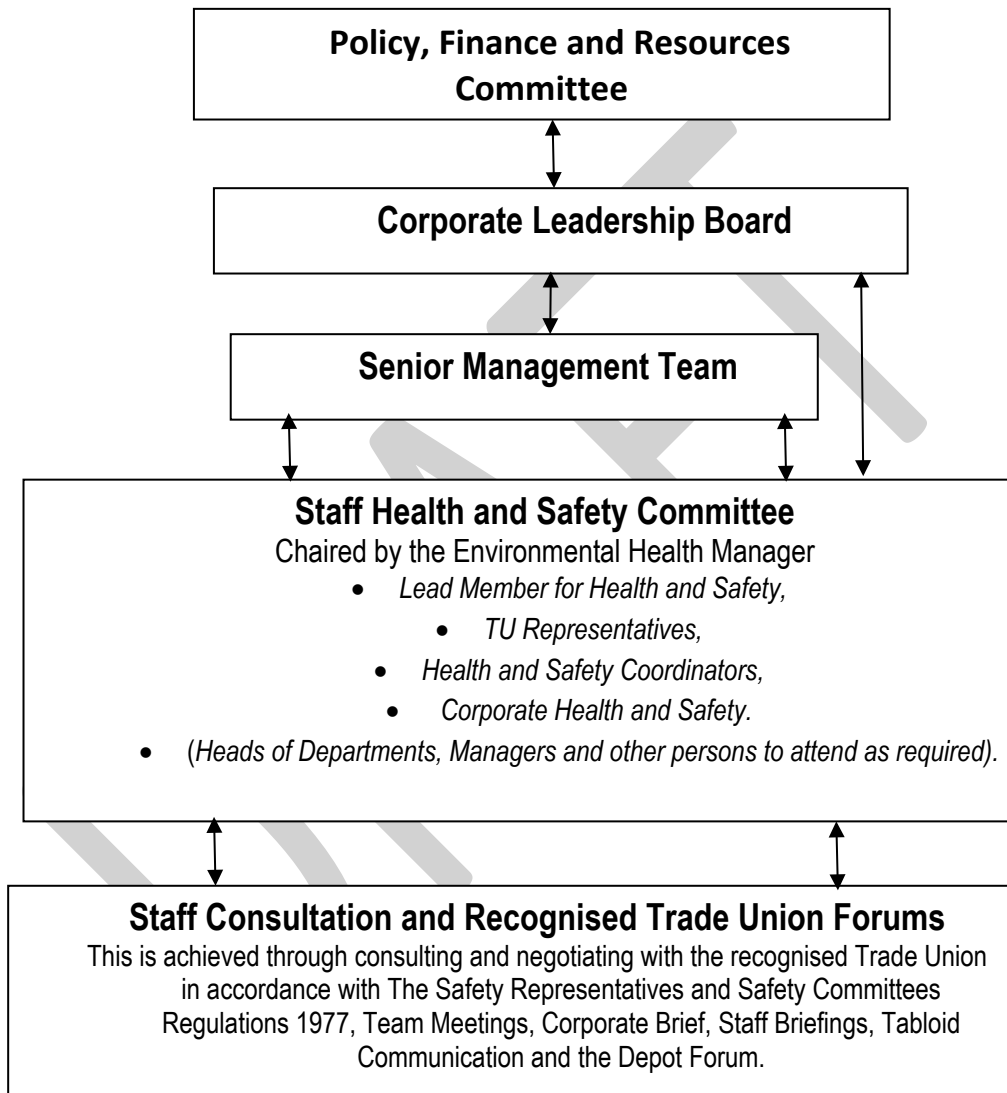 Policy, Finance and Resources
Committee
Corporate Leadership Board
Senior Management Team
Staff Health and Safety Committee
Chaired by the Environmental Health Manager
• Lead Member for Health and Safety,
• TU Representatives,
• Health and Safety Coordinators,
• Corporate Health and Safety.
• (Heads of Departments, Managers and other persons to attend as required).
Staff Consultation and Recognised Trade Union Forums
This is achieved through consulting and negotiating with the recognised Trade Union
in accordance with The Safety Representatives and Safety Committees
Regulations 1977, Team Meetings, Corporate Brief, Staff Briefings, Tabloid
Communication and the Depot Forum.
DRAFT